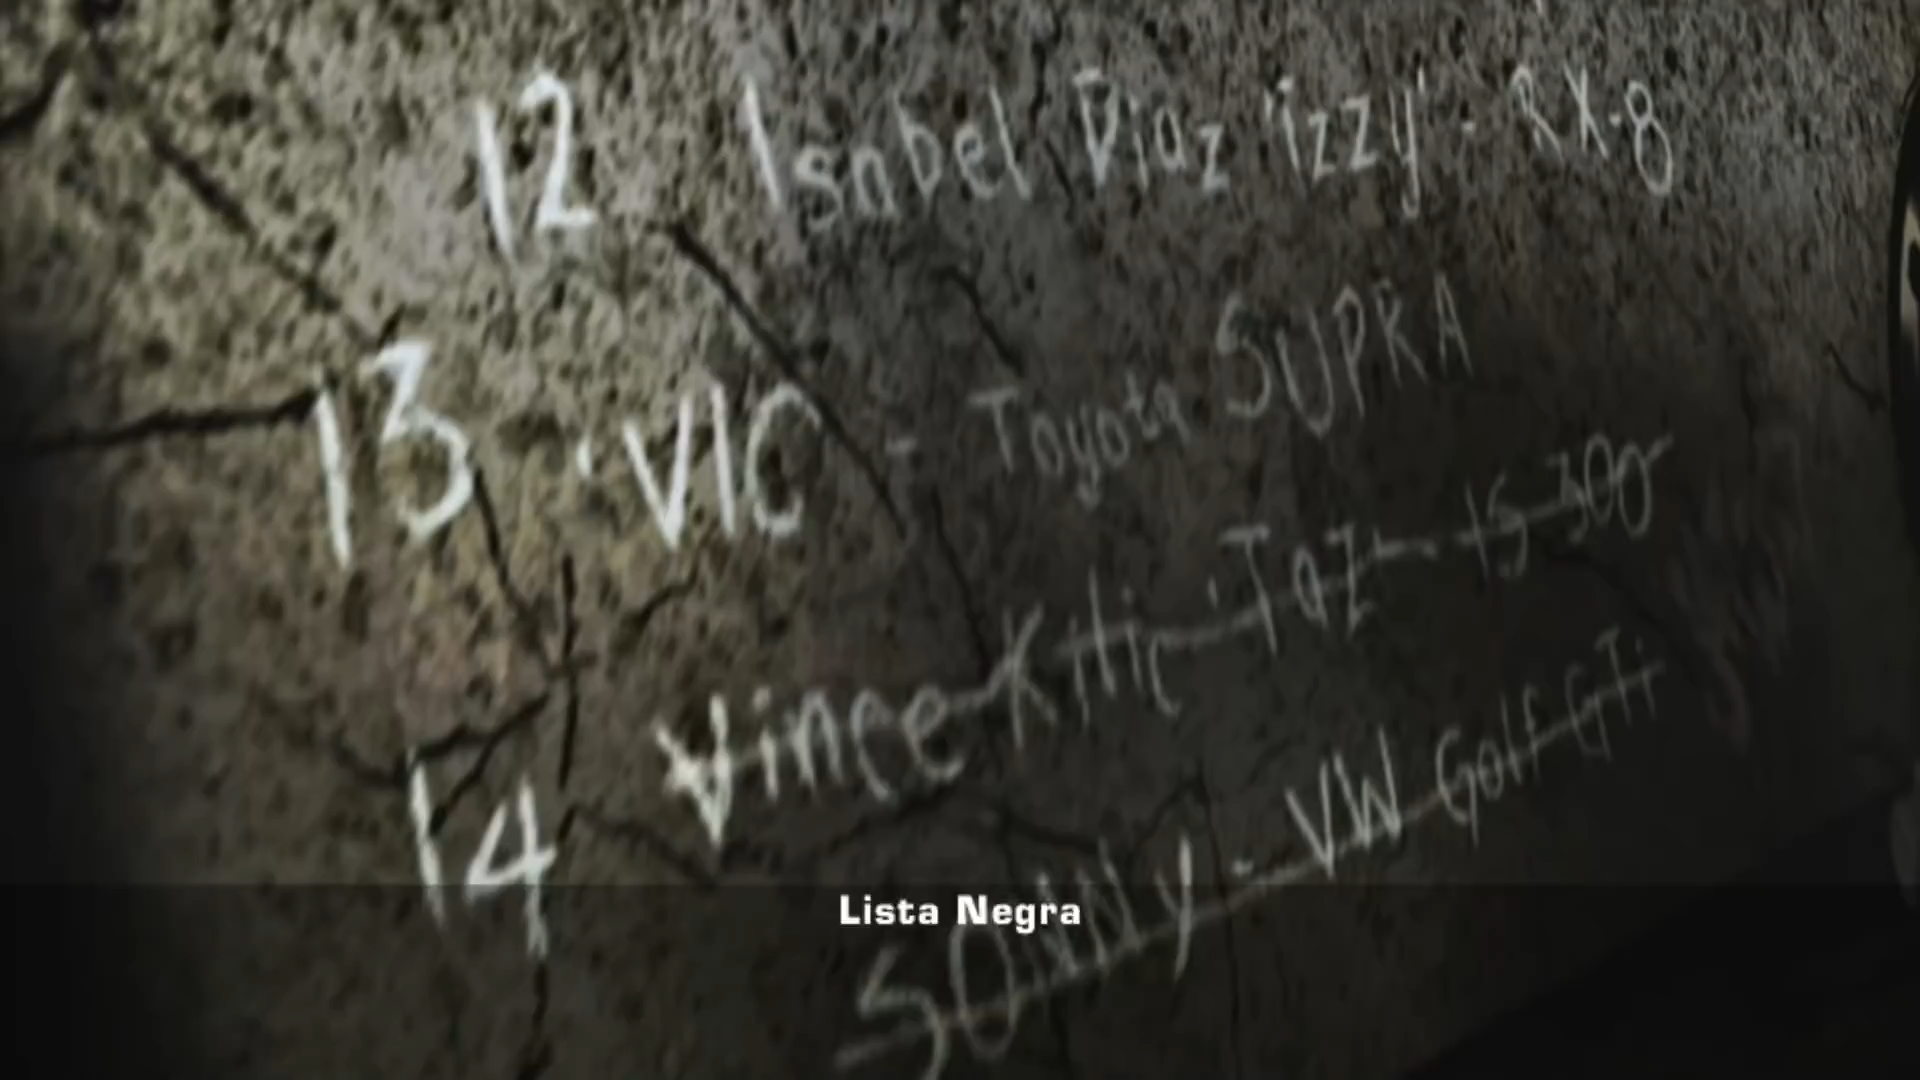 12 Isabel Diaz 'izzy' - RX-8
13 'VIC - Toyota SUPRA
14 Vince Kilic 'Taz - IS 300
SONNY - VW Golf GTi
Lista Negra